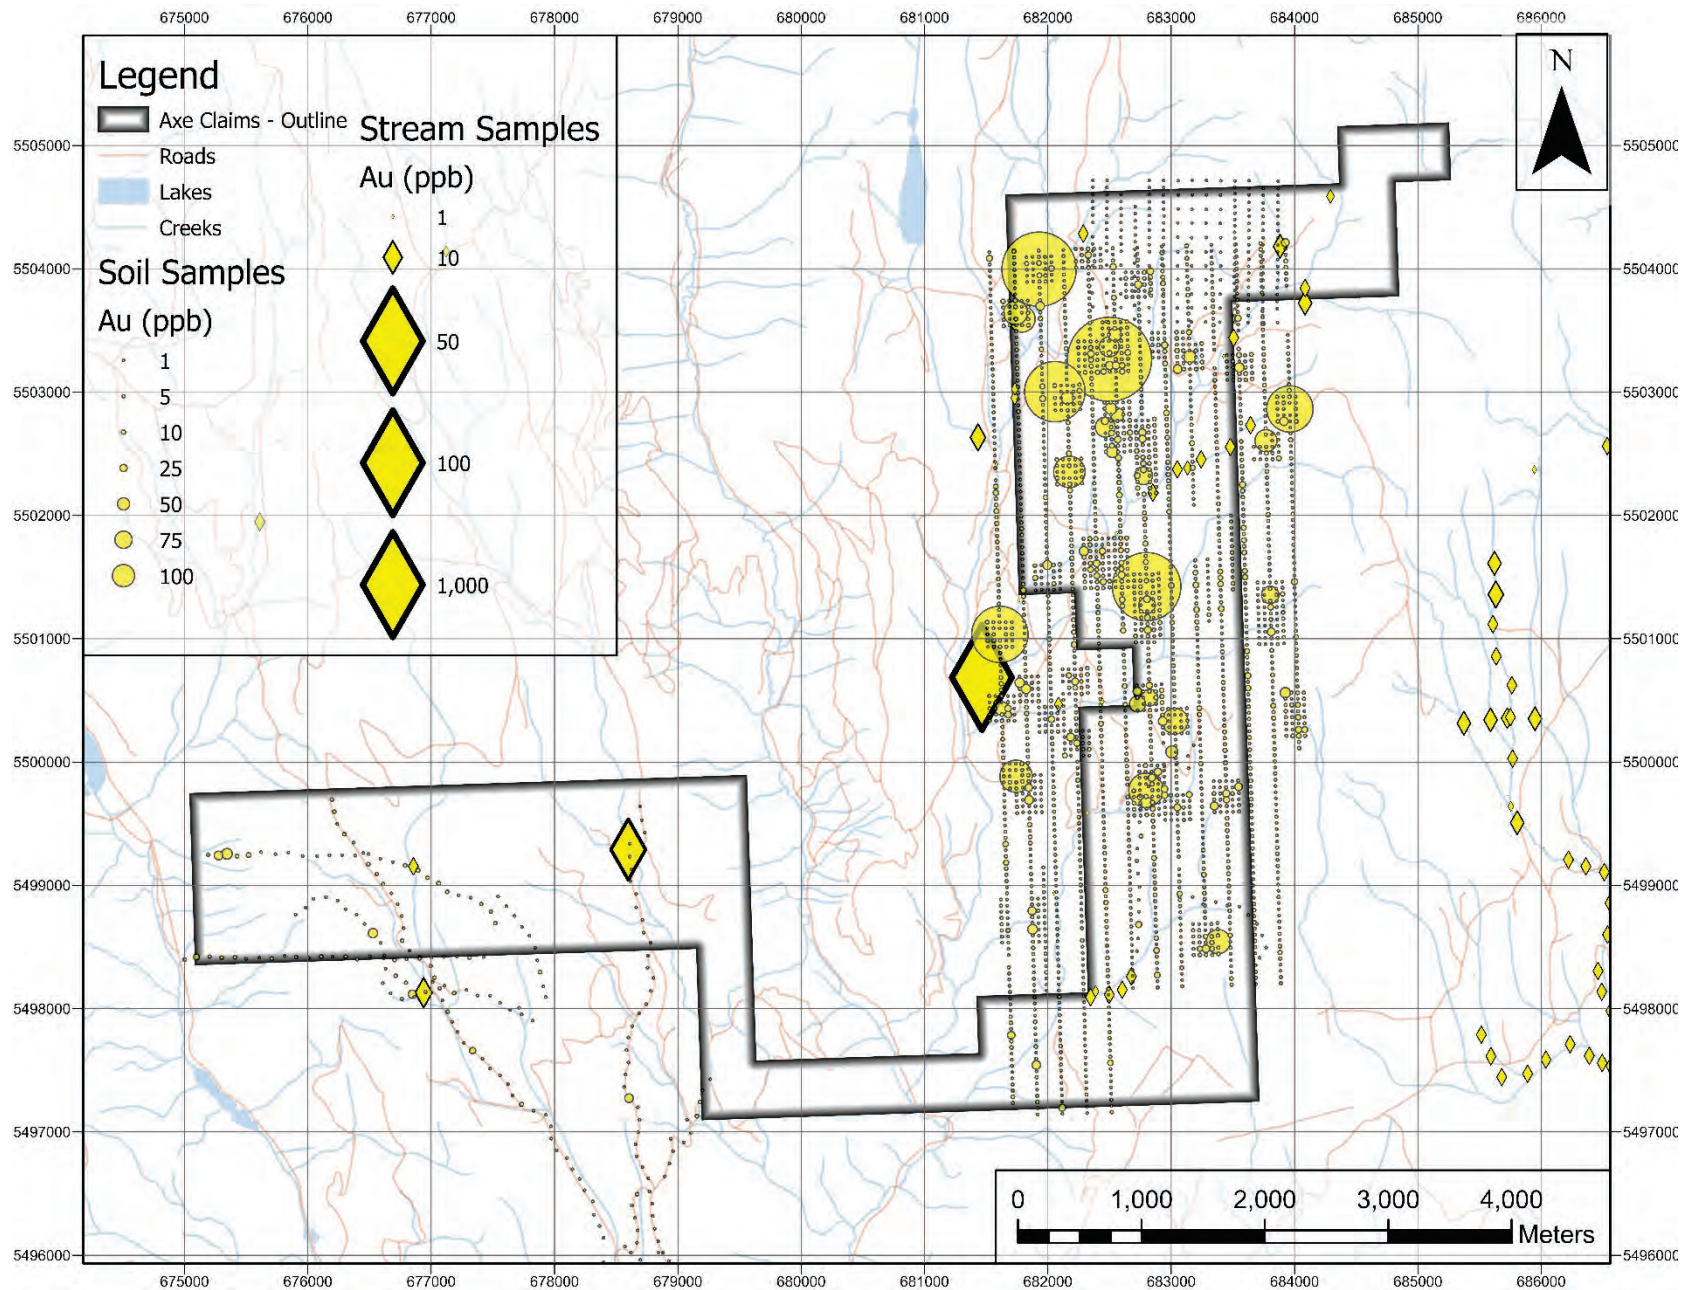 675000 676000 677000 678000 679000 680000 681000 682000 683000 684000 685000 686000
Legend
Axe Claims - Outline
Roads
Lakes
Creeks
Soil Samples
Au (ppb)
1
5
10
25
50
75
100
Stream Samples
Au (ppb)
1
10
50
100
1,000
N
5505000
5504000
5503000
5502000
5501000
5500000
5499000
5498000
5497000
5496000
5505000
5504000
5503000
5502000
5501000
5500000
5499000
5498000
5497000
5496000
0 1,000 2,000 3,000 4,000
Meters
675000 676000 677000 678000 679000 680000 681000 682000 683000 684000 685000 686000